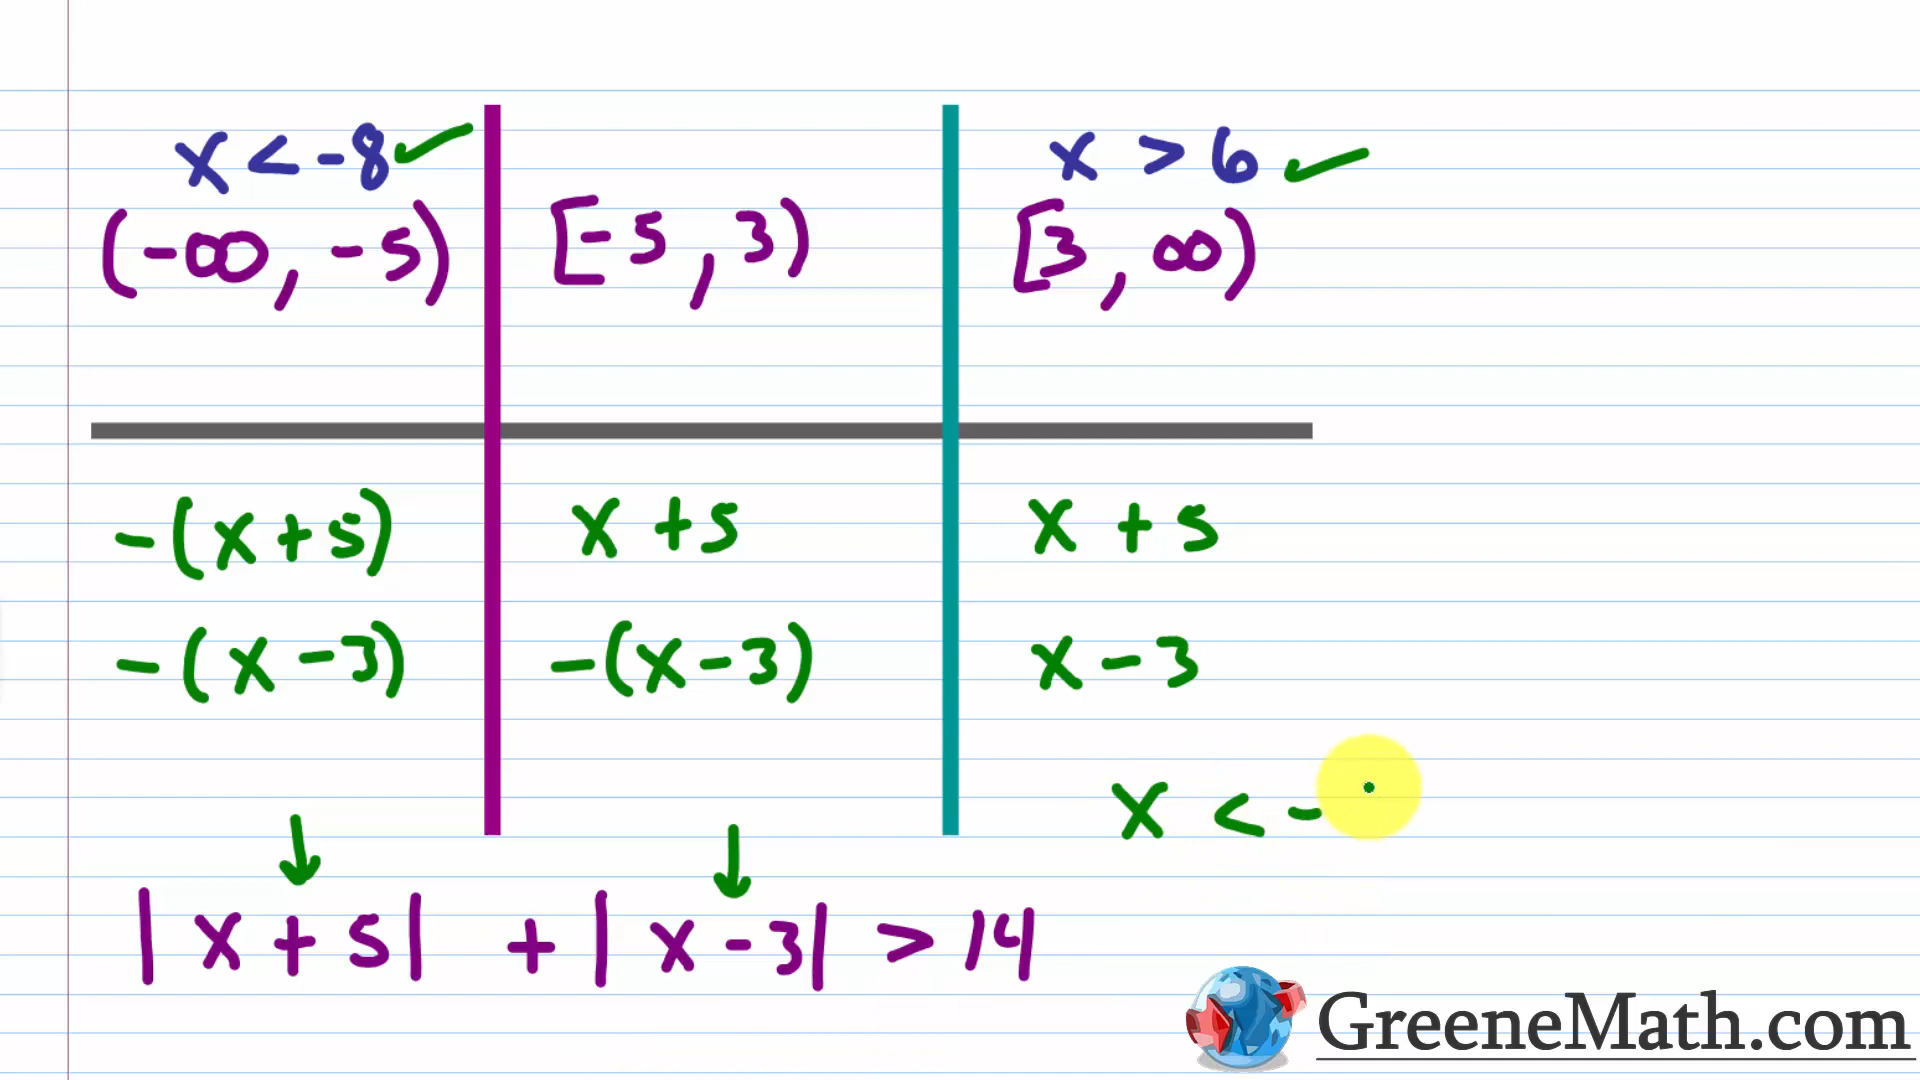 x < -8 ✓ x > 6 ✓
(-∞, -5) [-5, 3) [3, ∞)
-(x+5) x+5 x+5
-(x-3) -(x-3) x-3
x < -
|x+5| + |x-3| > 14
GreeneMath.com